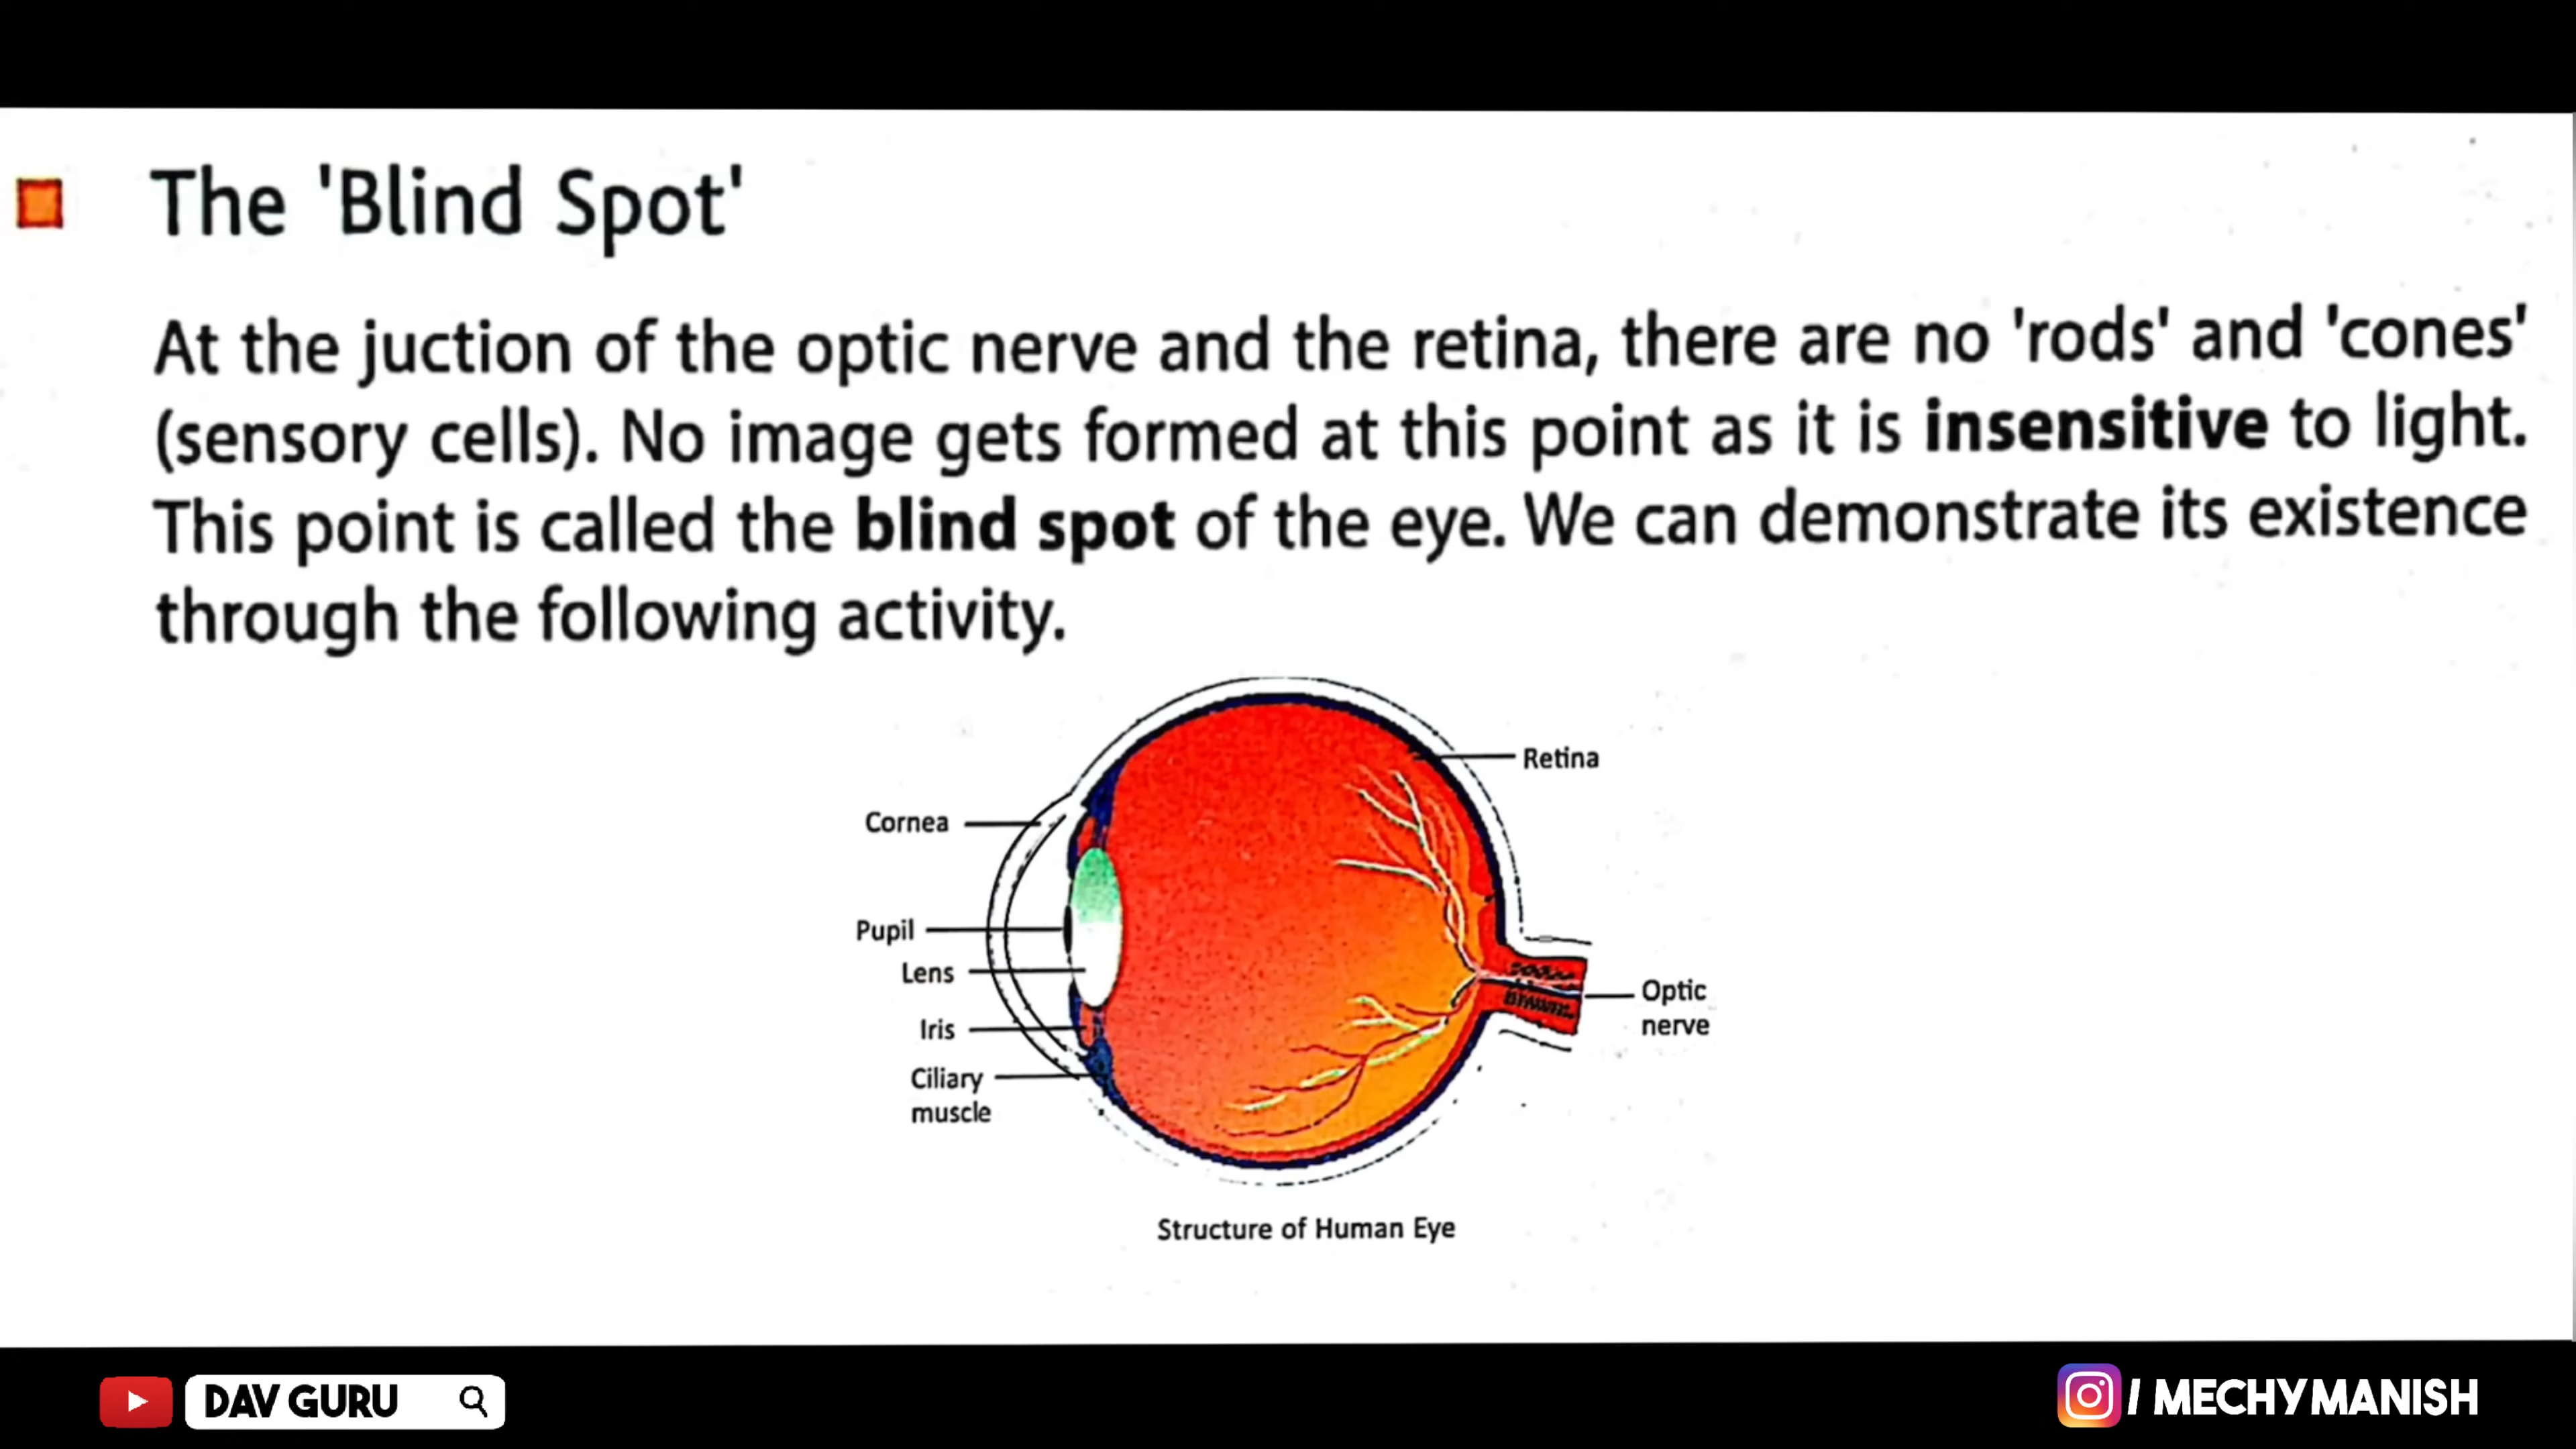 The 'Blind Spot'
At the juction of the optic nerve and the retina, there are no 'rods' and 'cones'
(sensory cells). No image gets formed at this point as it is insensitive to light.
This point is called the blind spot of the eye. We can demonstrate its existence
through the following activity.
Retina
Cornea
Pupil
Lens
Optic
nerve
Iris
Ciliary
muscle
Structure of Human Eye
DAV GURU
/ MECHYMANISH